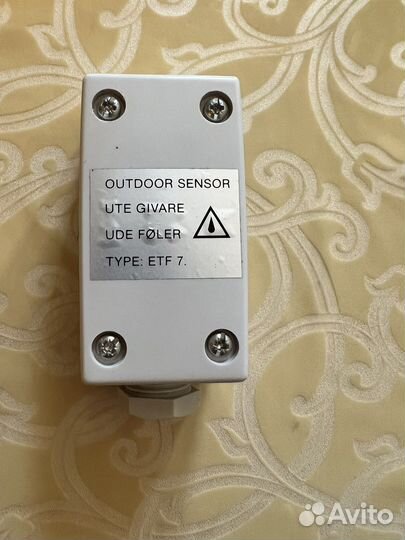 OUTDOOR SENSOR
UTE GIVARE
UDE FØLER
TYPE: ETF 7.
Avito